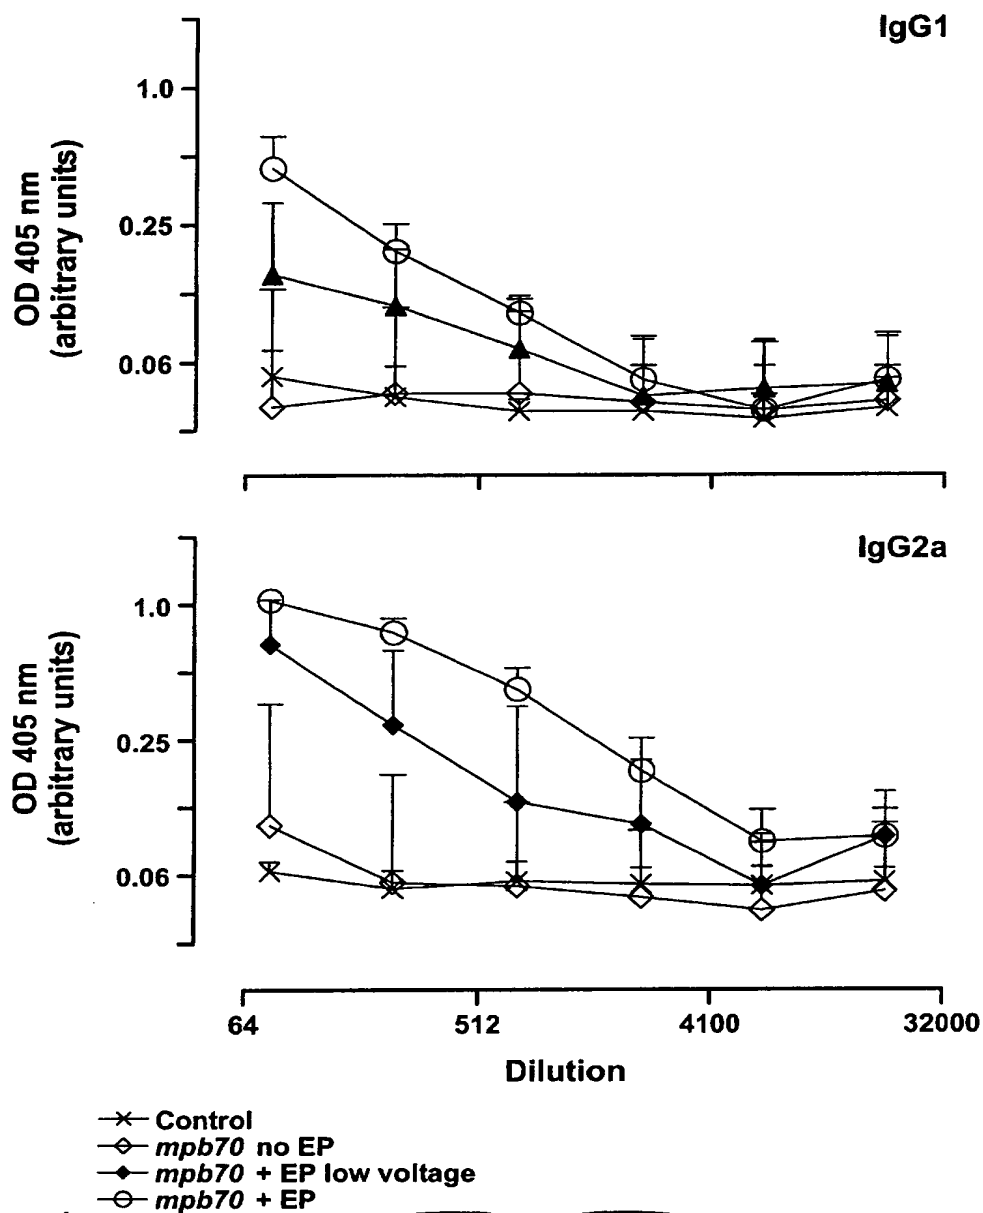 IgG1
1.0
0.25
0.06
OD 405 nm
(arbitrary units)
IgG2a
1.0
0.25
0.06
OD 405 nm
(arbitrary units)
64 512 4100 32000
Dilution
Control
mpb70 no EP
mpb70 + EP low voltage
mpb70 + EP